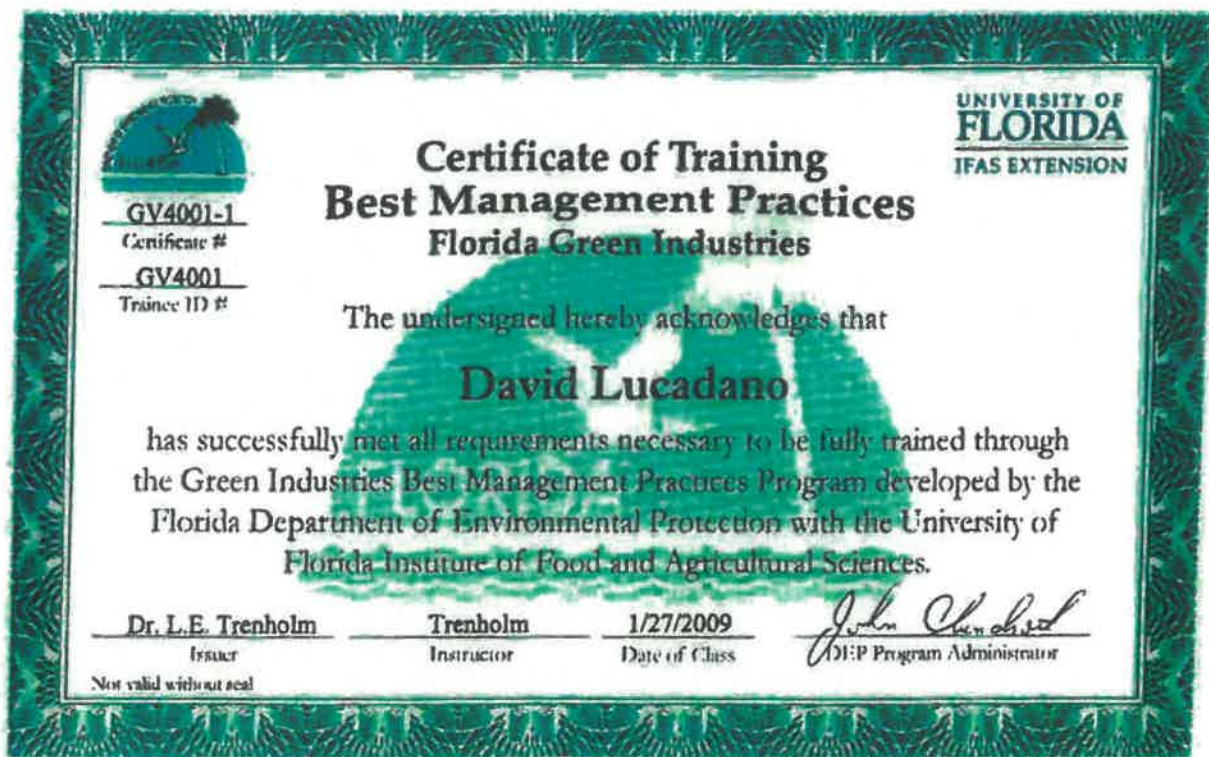 UNIVERSITY OF
FLORIDA
IFAS EXTENSION
Certificate of Training
Best Management Practices
Florida Green Industries
GV4001-1
Certificate #
GV4001
Trainee ID #
The undersigned hereby acknowledges that
David Lucadano
has successfully met all requirements necessary to be fully trained through
the Green Industries Best Management Practices Program developed by the
Florida Department of Environmental Protection with the University of
Florida Institute of Food and Agricultural Sciences.
FLORIDA
Dr. L.E. Trenholm
Issuer
Trenholm
Instructor
1/27/2009
Date of Class
John
DEP Program Administrator
Not valid without seal